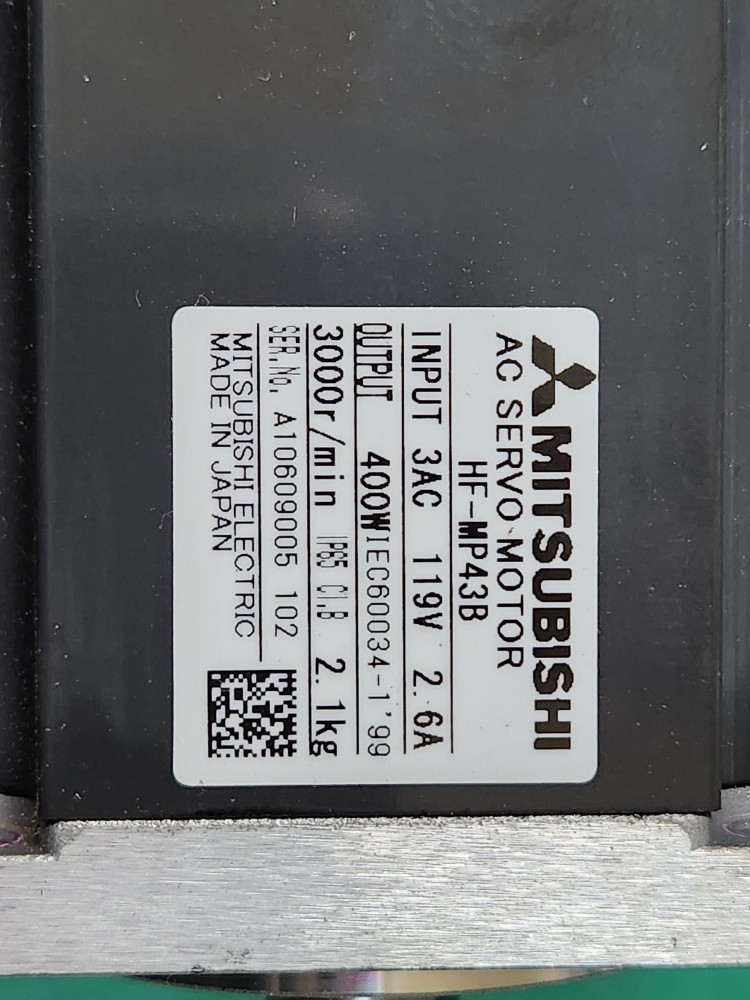 MITSUBISHI
AC SERVO MOTOR
HF-MP43B
INPUT 3AC 119V 2.6A
OUTPUT 400W IEC60034-1'99
3000r/min IP65 Cl.B 2.1kg
SER.No. A10609005 102
MITSUBISHI ELECTRIC
MADE IN JAPAN